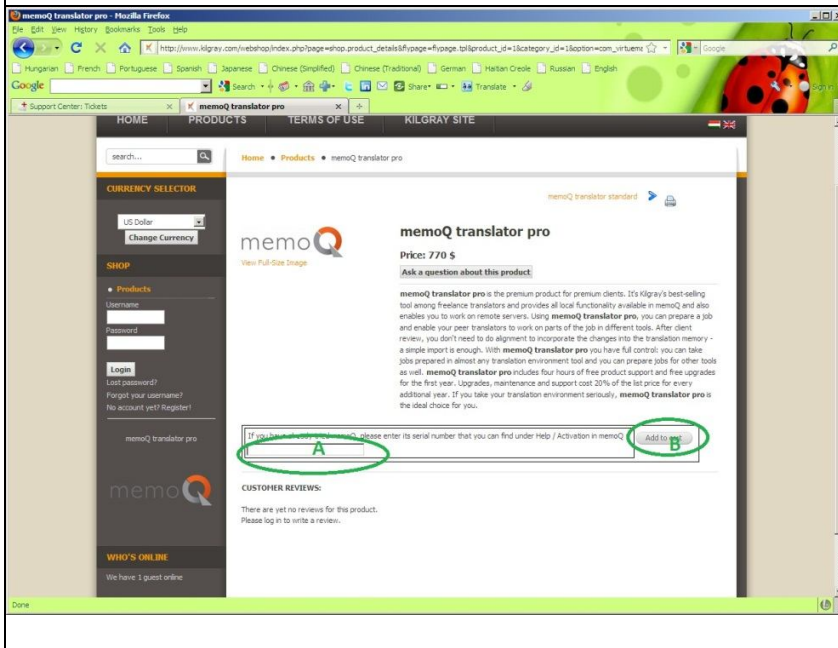 memoQ translator pro - Mozilla Firefox
File Edit View History Bookmarks Tools Help
http://www.kilgray.com/webshop/index.php?page=shop.product_details&flypage=flypage.tpl&product_id=1&category_id=1&option=com_virtuema
Google
Hungarian French Portuguese Spanish Japanese Chinese (Simplified) Chinese (Traditional) German Haitian Creole Russian English
Google Search Share Translate Sign In
Support Center: Tickets
memoQ translator pro
HOME PRODUCTS TERMS OF USE KILGRAY SITE
search...
Home Products memoQ translator pro
CURRENCY SELECTOR
US Dollar
Change Currency
SHOP
Products
Username
Password
Login
Lost password?
Forgot your username?
No account yet? Register!
memoQ translator pro
memoQ
WHO'S ONLINE
We have 1 guest online
memoQ translator standard
memoQ
View Full-Size Image
memoQ translator pro
Price: 770 $
Ask a question about this product
memoQ translator pro is the premium product for premium clients. It's Kilgray's best-selling
tool among freelance translators and provides all local functionality available in memoQ and also
enables you to work on remote servers. Using memoQ translator pro, you can prepare a job
and enable your peer translators to work on parts of the job in different tools. After client
review, you don't need to do alignment to incorporate the changes into the translation memory -
a simple import is enough. With memoQ translator pro you have full control: you can take
jobs prepared in almost any translation environment tool and you can prepare jobs for other tools
as well. memoQ translator pro includes four hours of free product support and free upgrades
for the first year. Upgrades, maintenance and support cost 20% of the list price for every
additional year. If you take your translation environment seriously, memoQ translator pro is
the ideal choice for you.
If you have memoQ, please enter its serial number that you can find under Help / Activation in memoQ
A
Add to cart
B
CUSTOMER REVIEWS:
There are yet no reviews for this product.
Please log in to write a review.
Done